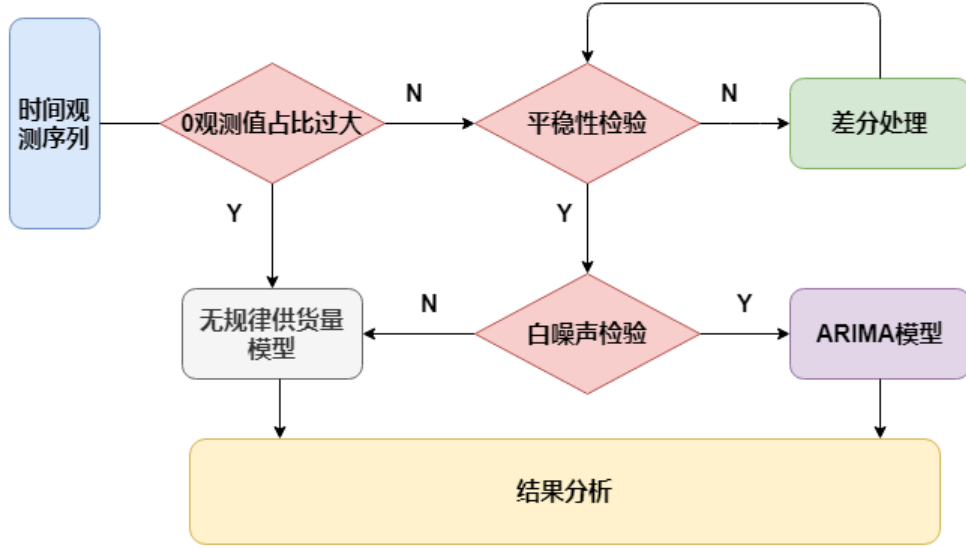 时间观
测序列
0观测值占比过大
N
平稳性检验
N
差分处理
Y
Y
无规律供货量
模型
N
白噪声检验
Y
ARIMA模型
结果分析